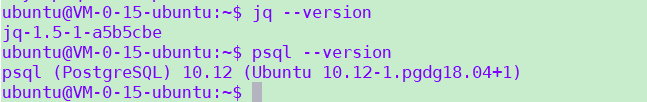 ubuntu@VM-0-15-ubuntu:~$ jq --version
jq-1.5-1-a5b5cbe
ubuntu@VM-0-15-ubuntu:~$ psql --version
psql (PostgreSQL) 10.12 (Ubuntu 10.12-1.pgdg18.04+1)
ubuntu@VM-0-15-ubuntu:~$